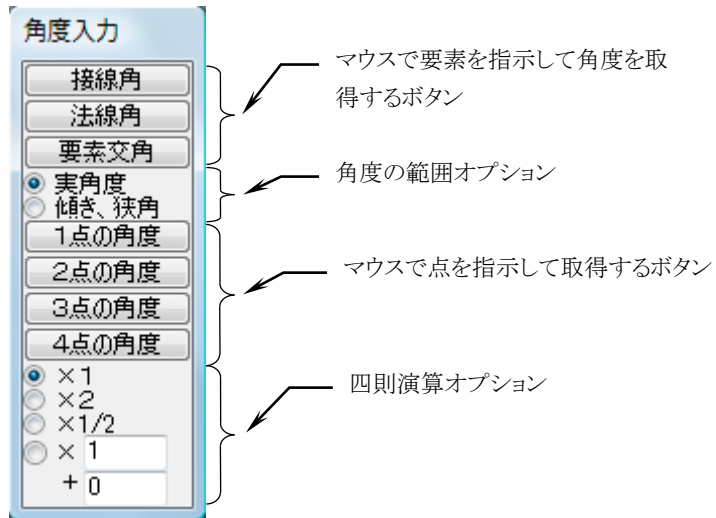 角度入力
接線角
法線角
要素交角
実角度
傾き、狭角
1点の角度
2点の角度
3点の角度
4点の角度
×1
×2
×1/2
× 1
+ 0
マウスで要素を指示して角度を取
得するボタン
角度の範囲オプション
マウスで点を指示して取得するボタン
四則演算オプション